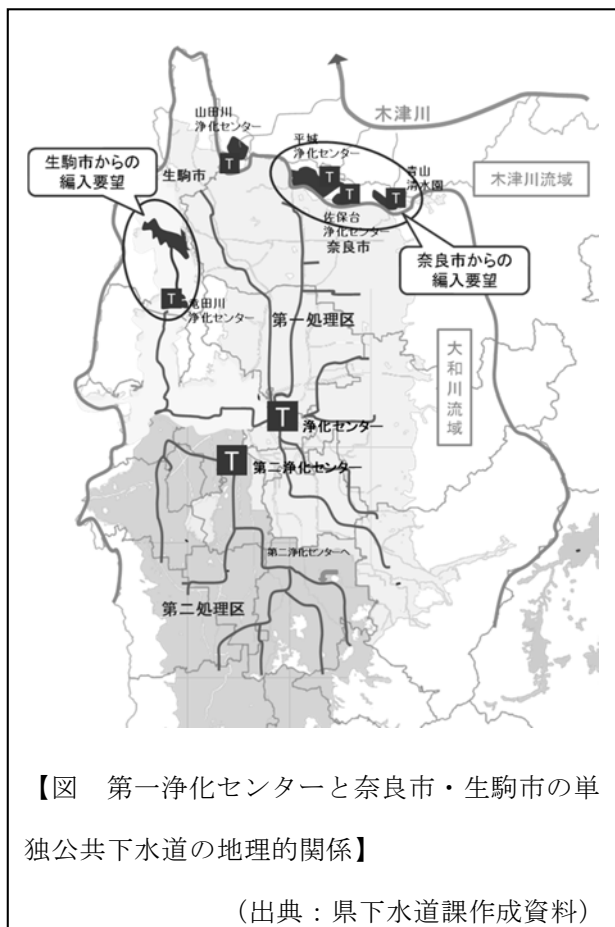 山田川
浄化センター
木津川
平城
浄化センター
青山
清水園
生駒市からの
編入要望
生駒市
T
T
T
T
木津川流域
佐保台
浄化センター
奈良市
奈良市からの
編入要望
T
竜田川
浄化センター
第一処理区
大和川流域
T
浄化センター
T
第二浄化センター
第二浄化センターへ
第二処理区
【図 第一浄化センターと奈良市・生駒市の単
独公共下水道の地理的関係】
(出典:県下水道課作成資料)